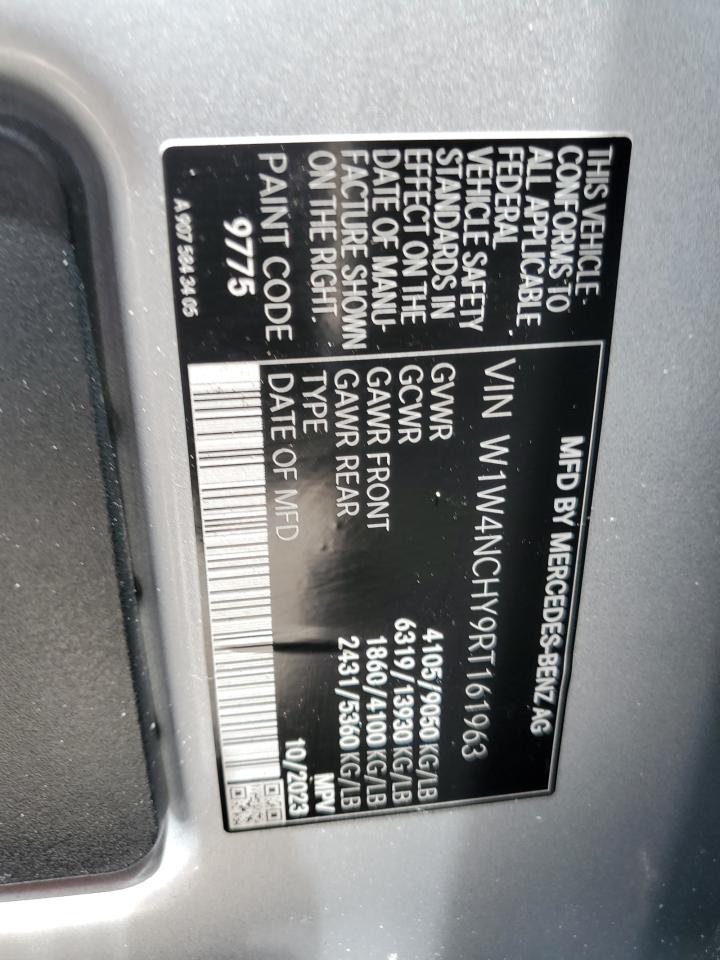 THIS VEHICLE
CONFORMS TO
ALL APPLICABLE
FEDERAL
VEHICLE SAFETY
STANDARDS IN
EFFECT ON THE
DATE OF MANU-
FACTURE SHOWN
ON THE RIGHT
PAINT CODE
9775
A 907 584 34 05
MFD BY MERCEDES-BENZ AG
VIN W1W4NCHY9RT161963
GVWR 4105/9050 KG/LB
GCWR 6319/13930 KG/LB
GAWR FRONT 1860/4100 KG/LB
GAWR REAR 2431/5360 KG/LB
TYPE MPV
DATE OF MFD 10/2023